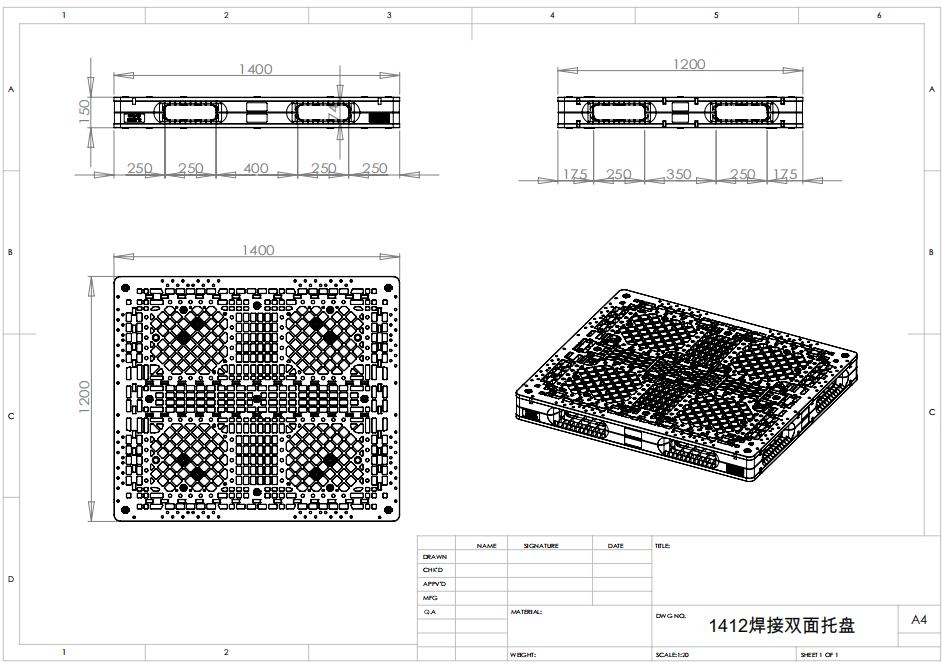 1 2 3 4 5 6
1400
1200
A A
150
74
250 250 400 250 250
175 250 350 250 175
B B
1400
1200
C C
D
NAME SIGNATURE DATE TITLE:
DRAWN
CHK'D
APPV'D
MFG
Q.A MATERIAL: DWG NO.
1412焊接双面托盘 A4
1 2 WEIGHT: SCALE:1:20 SHEET 1 OF 1